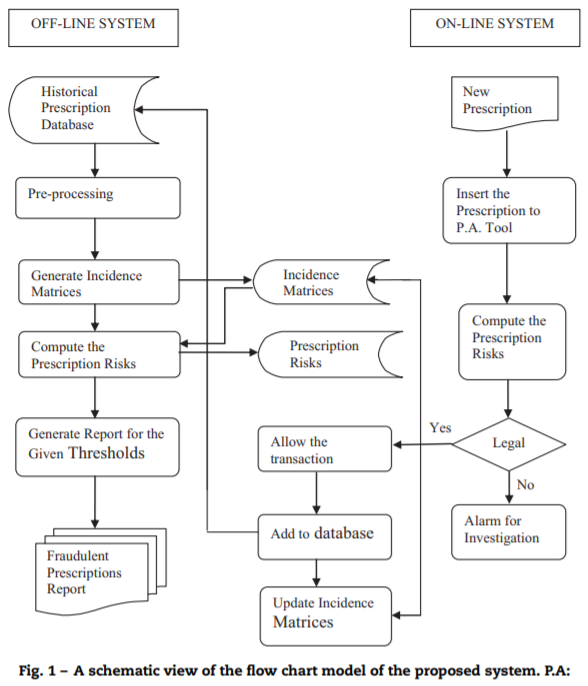 OFF-LINE SYSTEM
ON-LINE SYSTEM
Historical
Prescription
Database
New
Prescription
Pre-processing
Insert the
Prescription to
P.A. Tool
Generate Incidence
Matrices
Incidence
Matrices
Compute the
Prescription Risks
Prescription
Risks
Compute the
Prescription
Risks
Generate Report for the
Given Thresholds
Allow the
transaction
Yes
Legal
No
Add to database
Alarm for
Investigation
Fraudulent
Prescriptions
Report
Update Incidence
Matrices
Fig. 1 – A schematic view of the flow chart model of the proposed system. P.A: